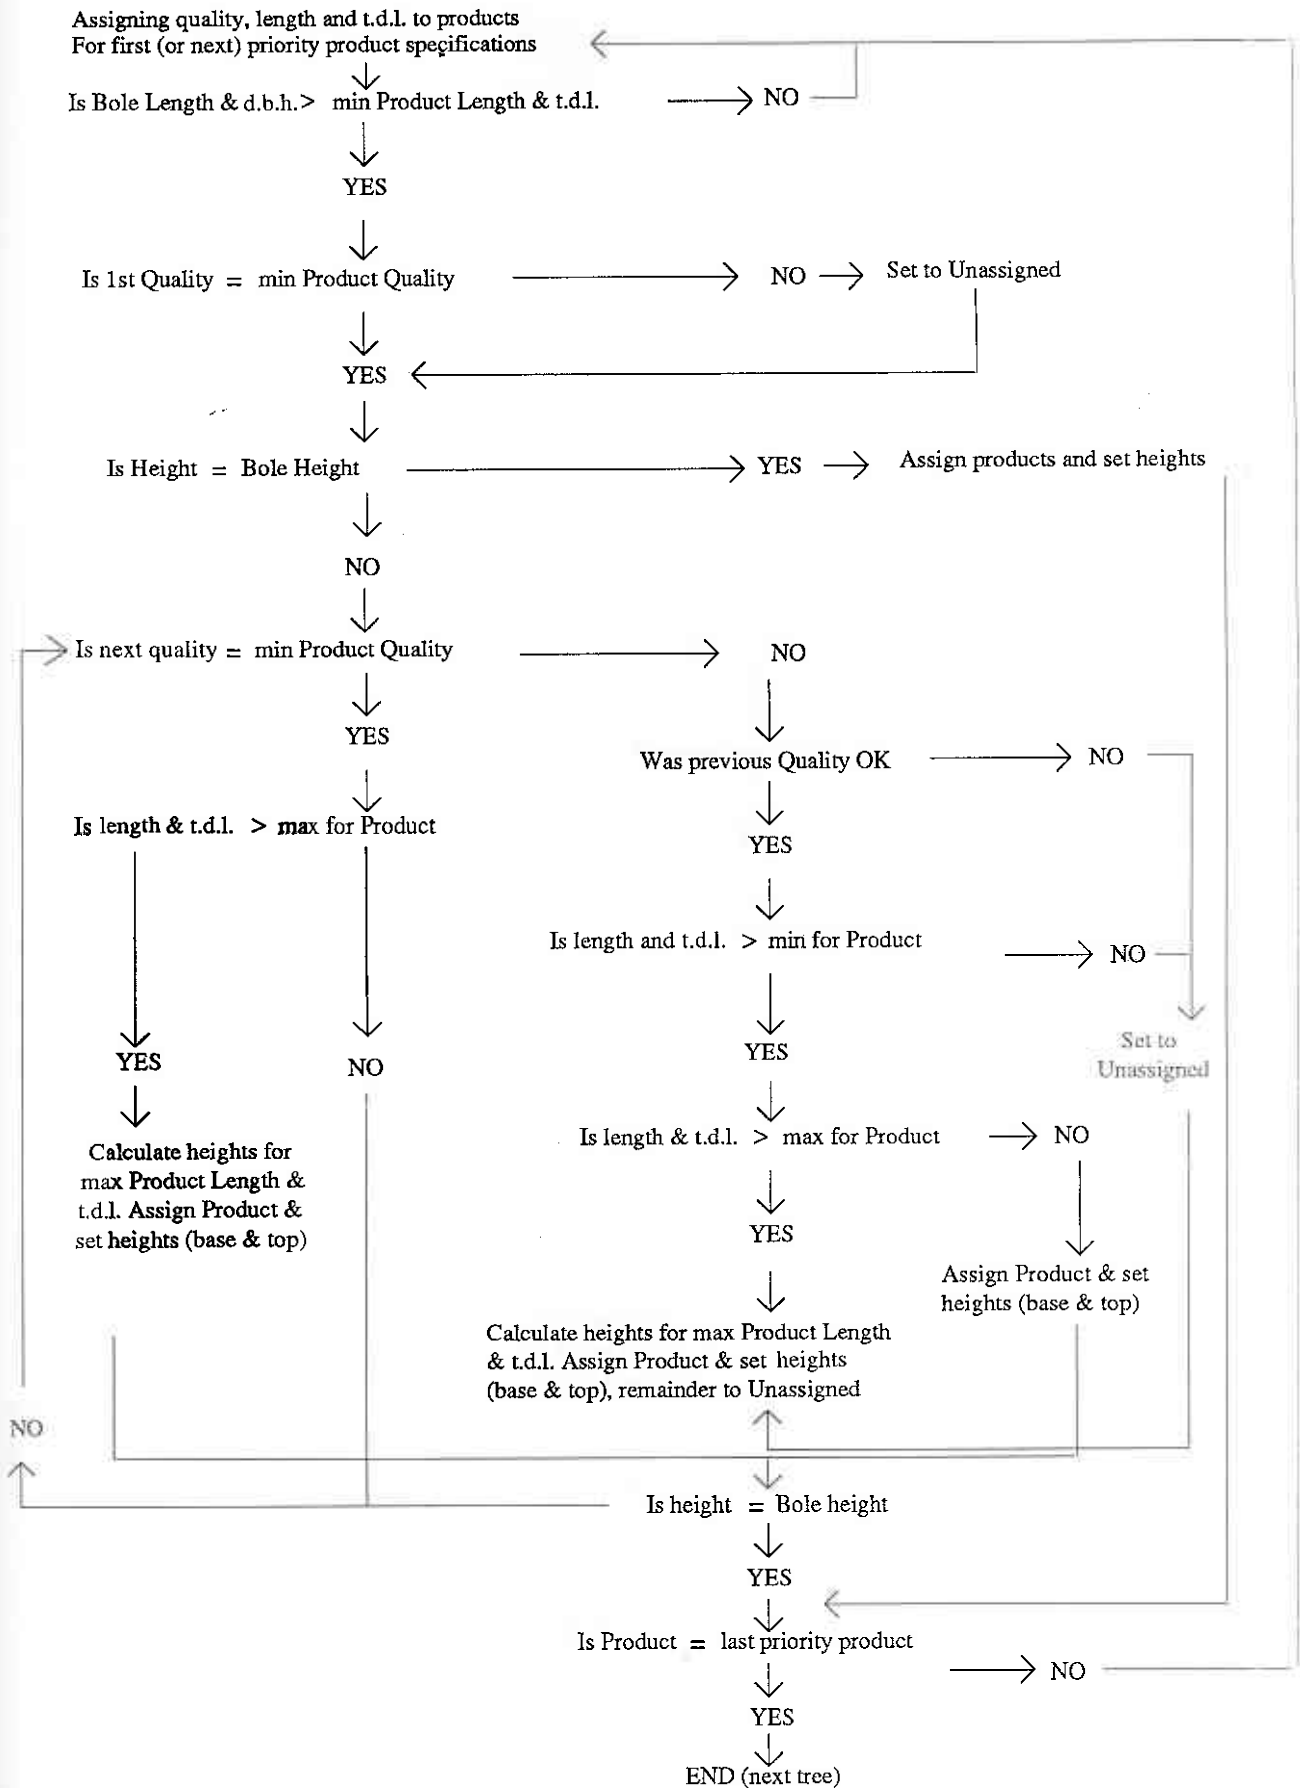 Assigning quality, length and t.d.l. to products
For first (or next) priority product specifications
Is Bole Length & d.b.h. > min Product Length & t.d.l.
NO
YES
Is 1st Quality = min Product Quality
NO
Set to Unassigned
YES
Is Height = Bole Height
YES
Assign products and set heights
NO
Is next quality = min Product Quality
NO
YES
Was previous Quality OK
NO
Is length & t.d.l. > max for Product
YES
Is length and t.d.l. > min for Product
NO
YES
NO
YES
Set to
Unassigned
Is length & t.d.l. > max for Product
NO
Calculate heights for
max Product Length &
t.d.l. Assign Product &
set heights (base & top)
YES
Assign Product & set
heights (base & top)
Calculate heights for max Product Length
& t.d.l. Assign Product & set heights
(base & top), remainder to Unassigned
NO
Is height = Bole height
YES
Is Product = last priority product
NO
YES
END (next tree)